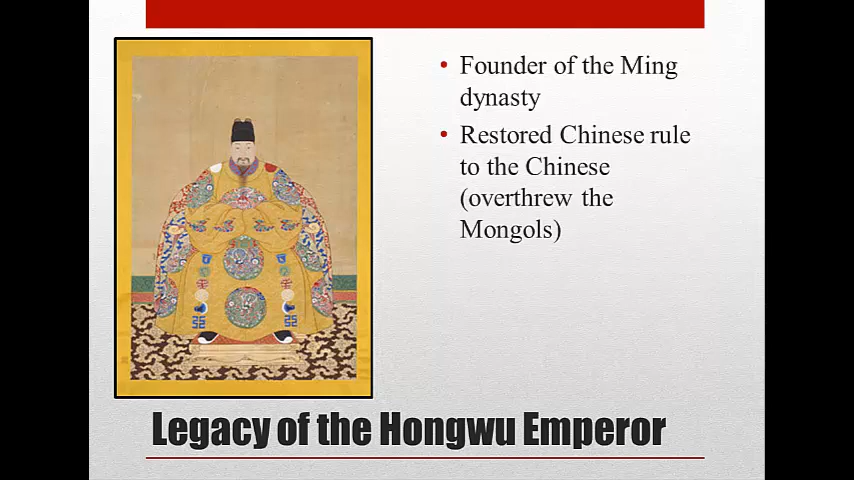 • Founder of the Ming
dynasty
• Restored Chinese rule
to the Chinese
(overthrew the
Mongols)
Legacy of the Hongwu Emperor